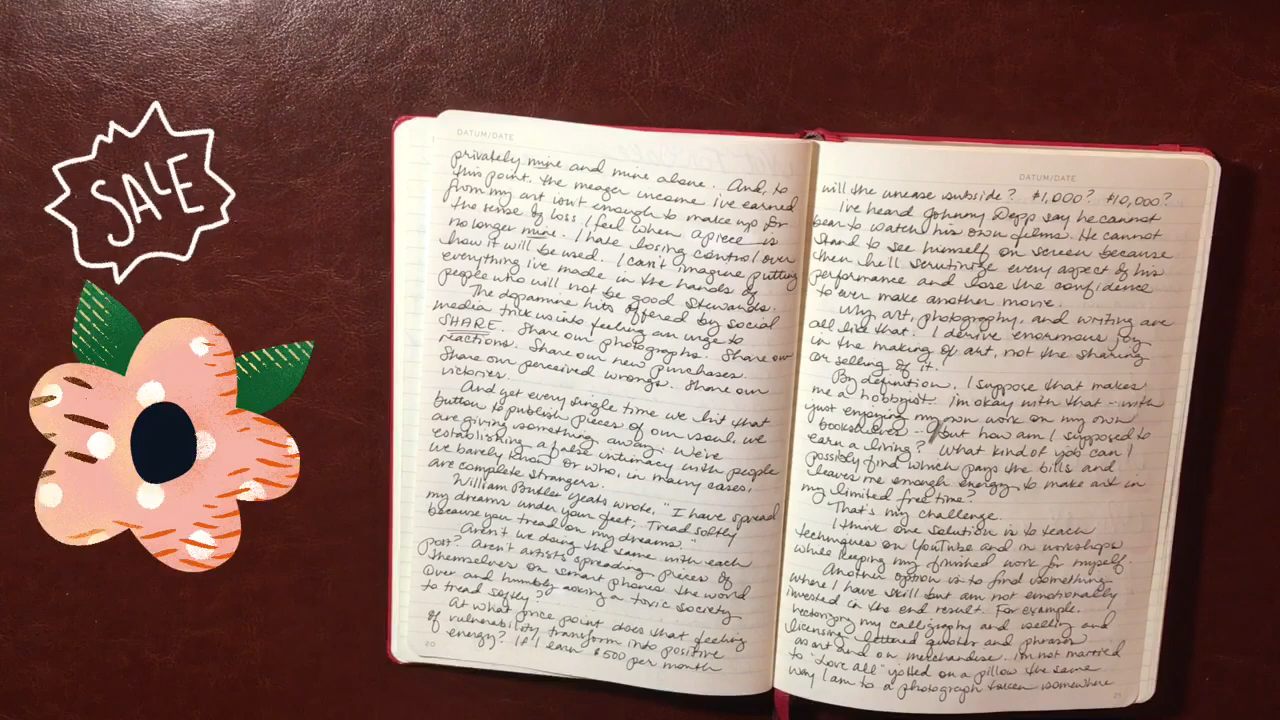 SALE
DATUM/DATE
privately mine and mine alone. And, to
this point, the meager income i've earned
from my art isn't enough to make up for
the sense of loss I feel when a piece is
no longer mine. I hate losing control over
how it will be used. I can't imagine putting
everything i've made in the hands of
people who will not be good stewards.
The dopamine hits offered by social
media trick us into feeling an urge to
SHARE. Share our photographs. Share our
reactions. Share our new purchases.
Share our perceived wrongs. Share our
victories.
And yet every single time we hit that
button to publish pieces of our soul, we
are giving something away. We're
establishing a false intimacy with people
we barely know or who, in many cases,
are complete strangers.
William Butler Yeats wrote, "I have spread
my dreams under your feet; Tread softly
because you tread on my dreams."
Aren't we doing the same with each
post? Aren't artists spreading pieces of
themselves on smart phones the world
over and humbly asking a toxic society
to tread softly?
At what price point does that feeling
of vulnerability transform into positive
energy? If I earn $500 per month
20
DATUM/DATE
will the unease subside? $1,000? $10,000?
I've heard Johnny Depp say he cannot
bear to watch his own films. He cannot
stand to see himself on screen because
then he'll scrutinize every aspect of his
performance and lose the confidence
to ever make another movie.
My art, photography, and writing are
all like that. I derive enormous joy
in the making of art, not the sharing
or selling of it.
By definition, I suppose that makes
me a hobbyist. i'm okay with that -- with
just enjoying my own work on my own
bookshelves -- but how am I supposed to
earn a living? What kind of job can I
possibly find which pays the bills and
leaves me enough energy to make art in
my limited free time?
That's my challenge.
I think one solution is to teach
techniques on YouTube and in workshops
while keeping my finished work for myself.
Another option is to find something
where I have skill but am not emotionally
invested in the end result. For example,
vectorizing my calligraphy and selling and
licensing lettered quotes and phrases
as art and on merchandise. i'm not married
to "Love all" jotted on a pillow the same
way I am to a photograph taken somewhere
21